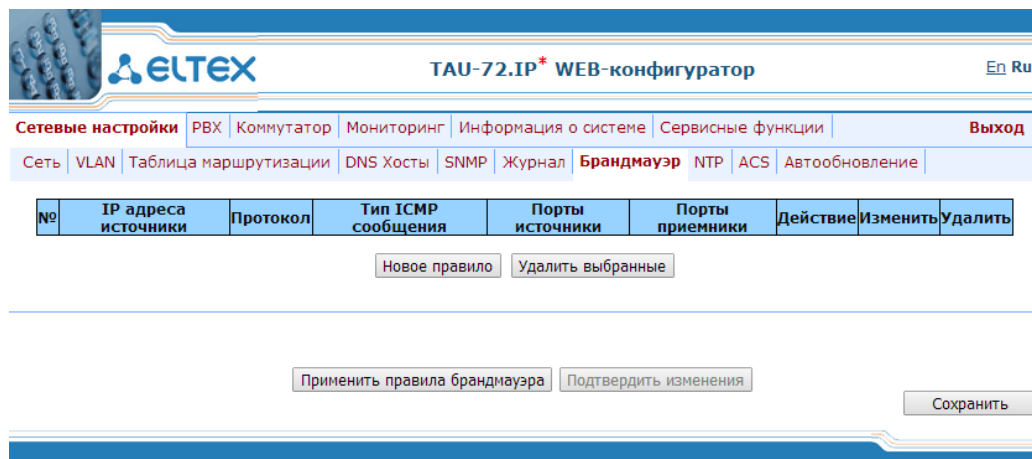 ELTEX
TAU-72.IP* WEB-конфигуратор
En Ru
Сетевые настройки PBX Коммутатор Мониторинг Информация о системе Сервисные функции Выход
Сеть VLAN Таблица маршрутизации DNS Хосты SNMP Журнал Брандмауэр NTP ACS Автообновление
№ IP адреса источники Протокол Тип ICMP сообщения Порты источники Порты приемники Действие Изменить Удалить
Новое правило Удалить выбранные
Применить правила брандмауэра Подтвердить изменения
Сохранить